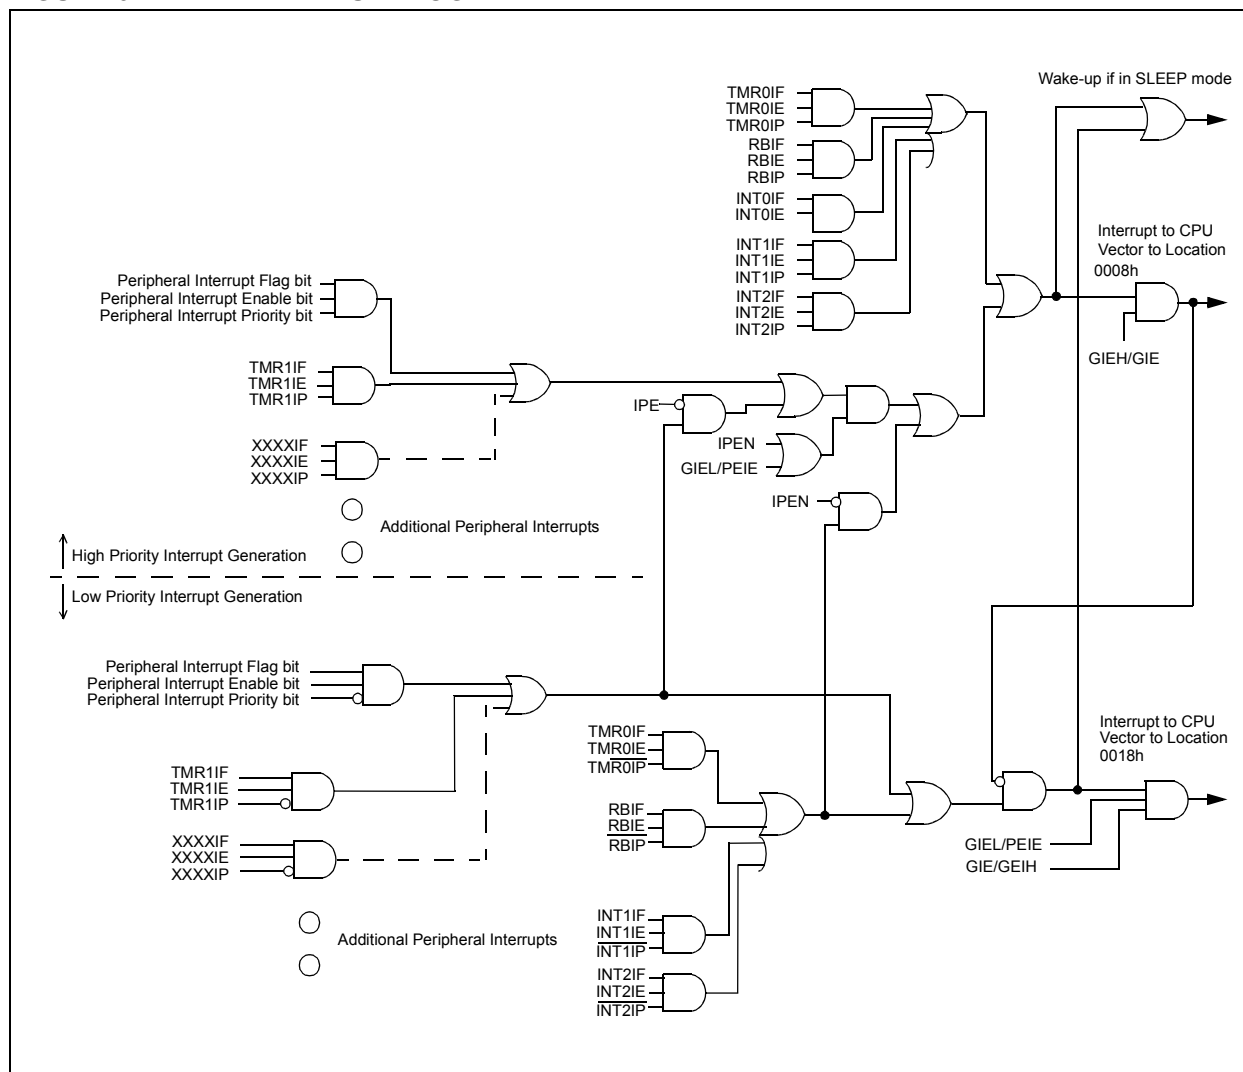 Wake-up if in SLEEP mode
TMR0IF
TMR0IE
TMR0IP
RBIF
RBIE
RBIP
INT0IF
INT0IE
INT1IF
INT1IE
INT1IP
INT2IF
INT2IE
INT2IP
Interrupt to CPU
Vector to Location
0008h
GIEH/GIE
Peripheral Interrupt Flag bit
Peripheral Interrupt Enable bit
Peripheral Interrupt Priority bit
TMR1IF
TMR1IE
TMR1IP
XXXXIF
XXXXIE
XXXXIP
IPE
IPEN
GIEL/PEIE
IPEN
Additional Peripheral Interrupts
High Priority Interrupt Generation
Low Priority Interrupt Generation
Peripheral Interrupt Flag bit
Peripheral Interrupt Enable bit
Peripheral Interrupt Priority bit
TMR1IF
TMR1IE
TMR1IP
XXXXIF
XXXXIE
XXXXIP
Additional Peripheral Interrupts
TMR0IF
TMR0IE
TMR0IP
RBIF
RBIE
RBIP
INT1IF
INT1IE
INT1IP
INT2IF
INT2IE
INT2IP
Interrupt to CPU
Vector to Location
0018h
GIEL/PEIE
GIE/GEIH